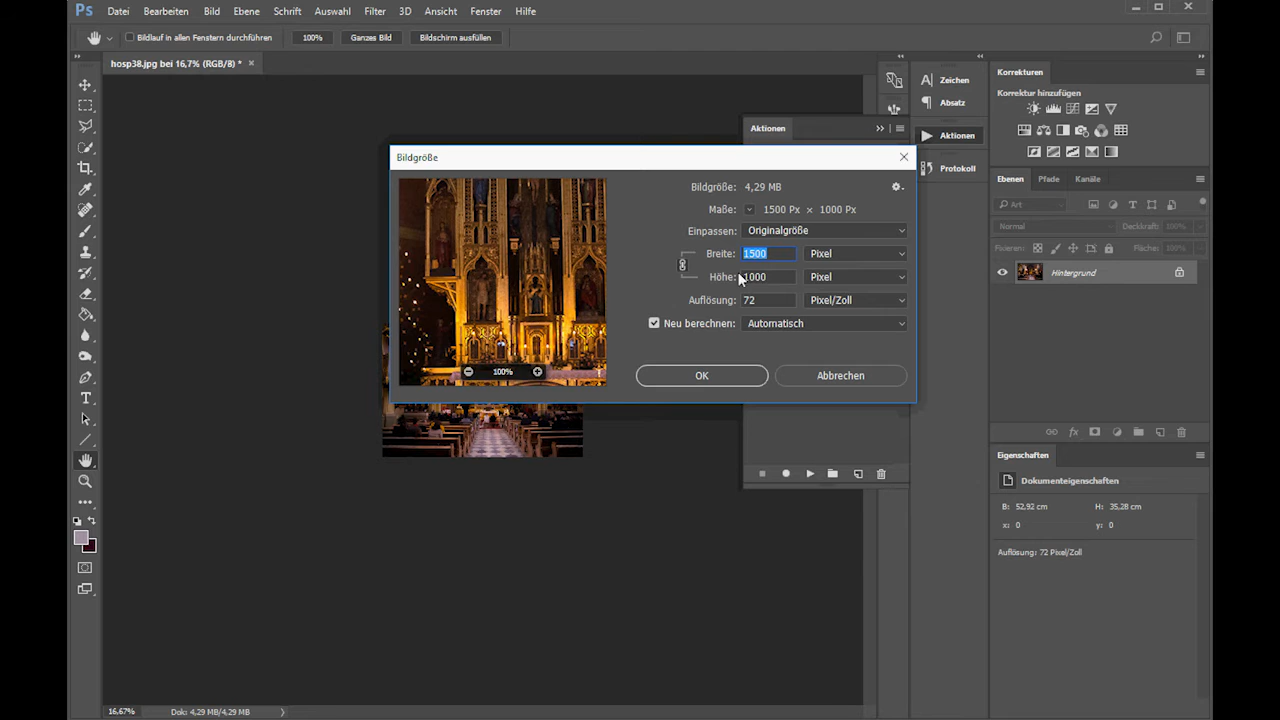 Ps Datei Bearbeiten Bild Ebene Schrift Auswahl Filter 3D Ansicht Fenster Hilfe
Bildlauf in allen Fenstern durchführen 100% Ganzes Bild Bildschirm ausfüllen
hosp38.jpg bei 16,7% (RGB/8) *
Zeichen
Absatz
Aktionen
Protokoll
Aktionen
Bildgröße
Bildgröße: 4,29 MB
Maße: 1500 Px × 1000 Px
Einpassen: Originalgröße
Breite: 1500 Pixel
Höhe: 1000 Pixel
Auflösung: 72 Pixel/Zoll
Neu berechnen: Automatisch
100%
OK Abbrechen
Korrekturen
Korrektur hinzufügen
Ebenen Pfade Kanäle
Art
Normal Deckkraft: 100%
Fixieren: Fläche: 100%
Hintergrund
Eigenschaften
Dokumenteigenschaften
B: 52,92 cm H: 35,28 cm
x: 0 y: 0
Auflösung: 72 Pixel/Zoll
16,67% Dok: 4,29 MB/4,29 MB